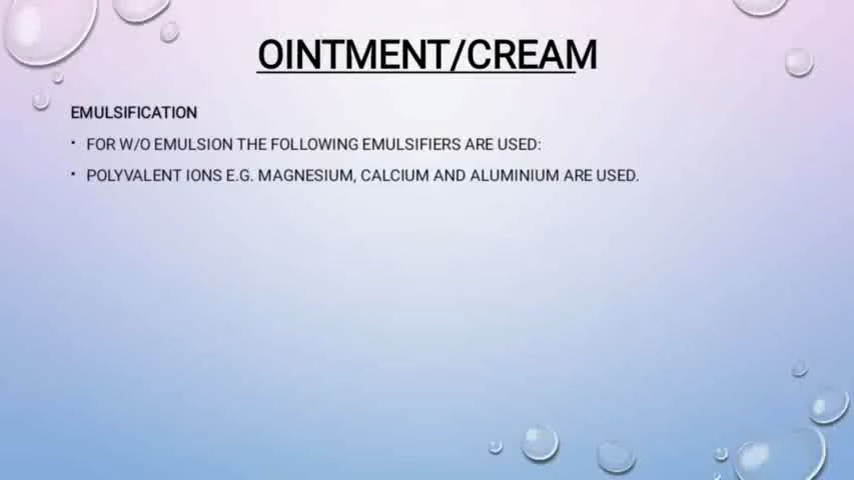 OINTMENT/CREAM
EMULSIFICATION
• FOR W/O EMULSION THE FOLLOWING EMULSIFIERS ARE USED:
• POLYVALENT IONS E.G. MAGNESIUM, CALCIUM AND ALUMINIUM ARE USED.